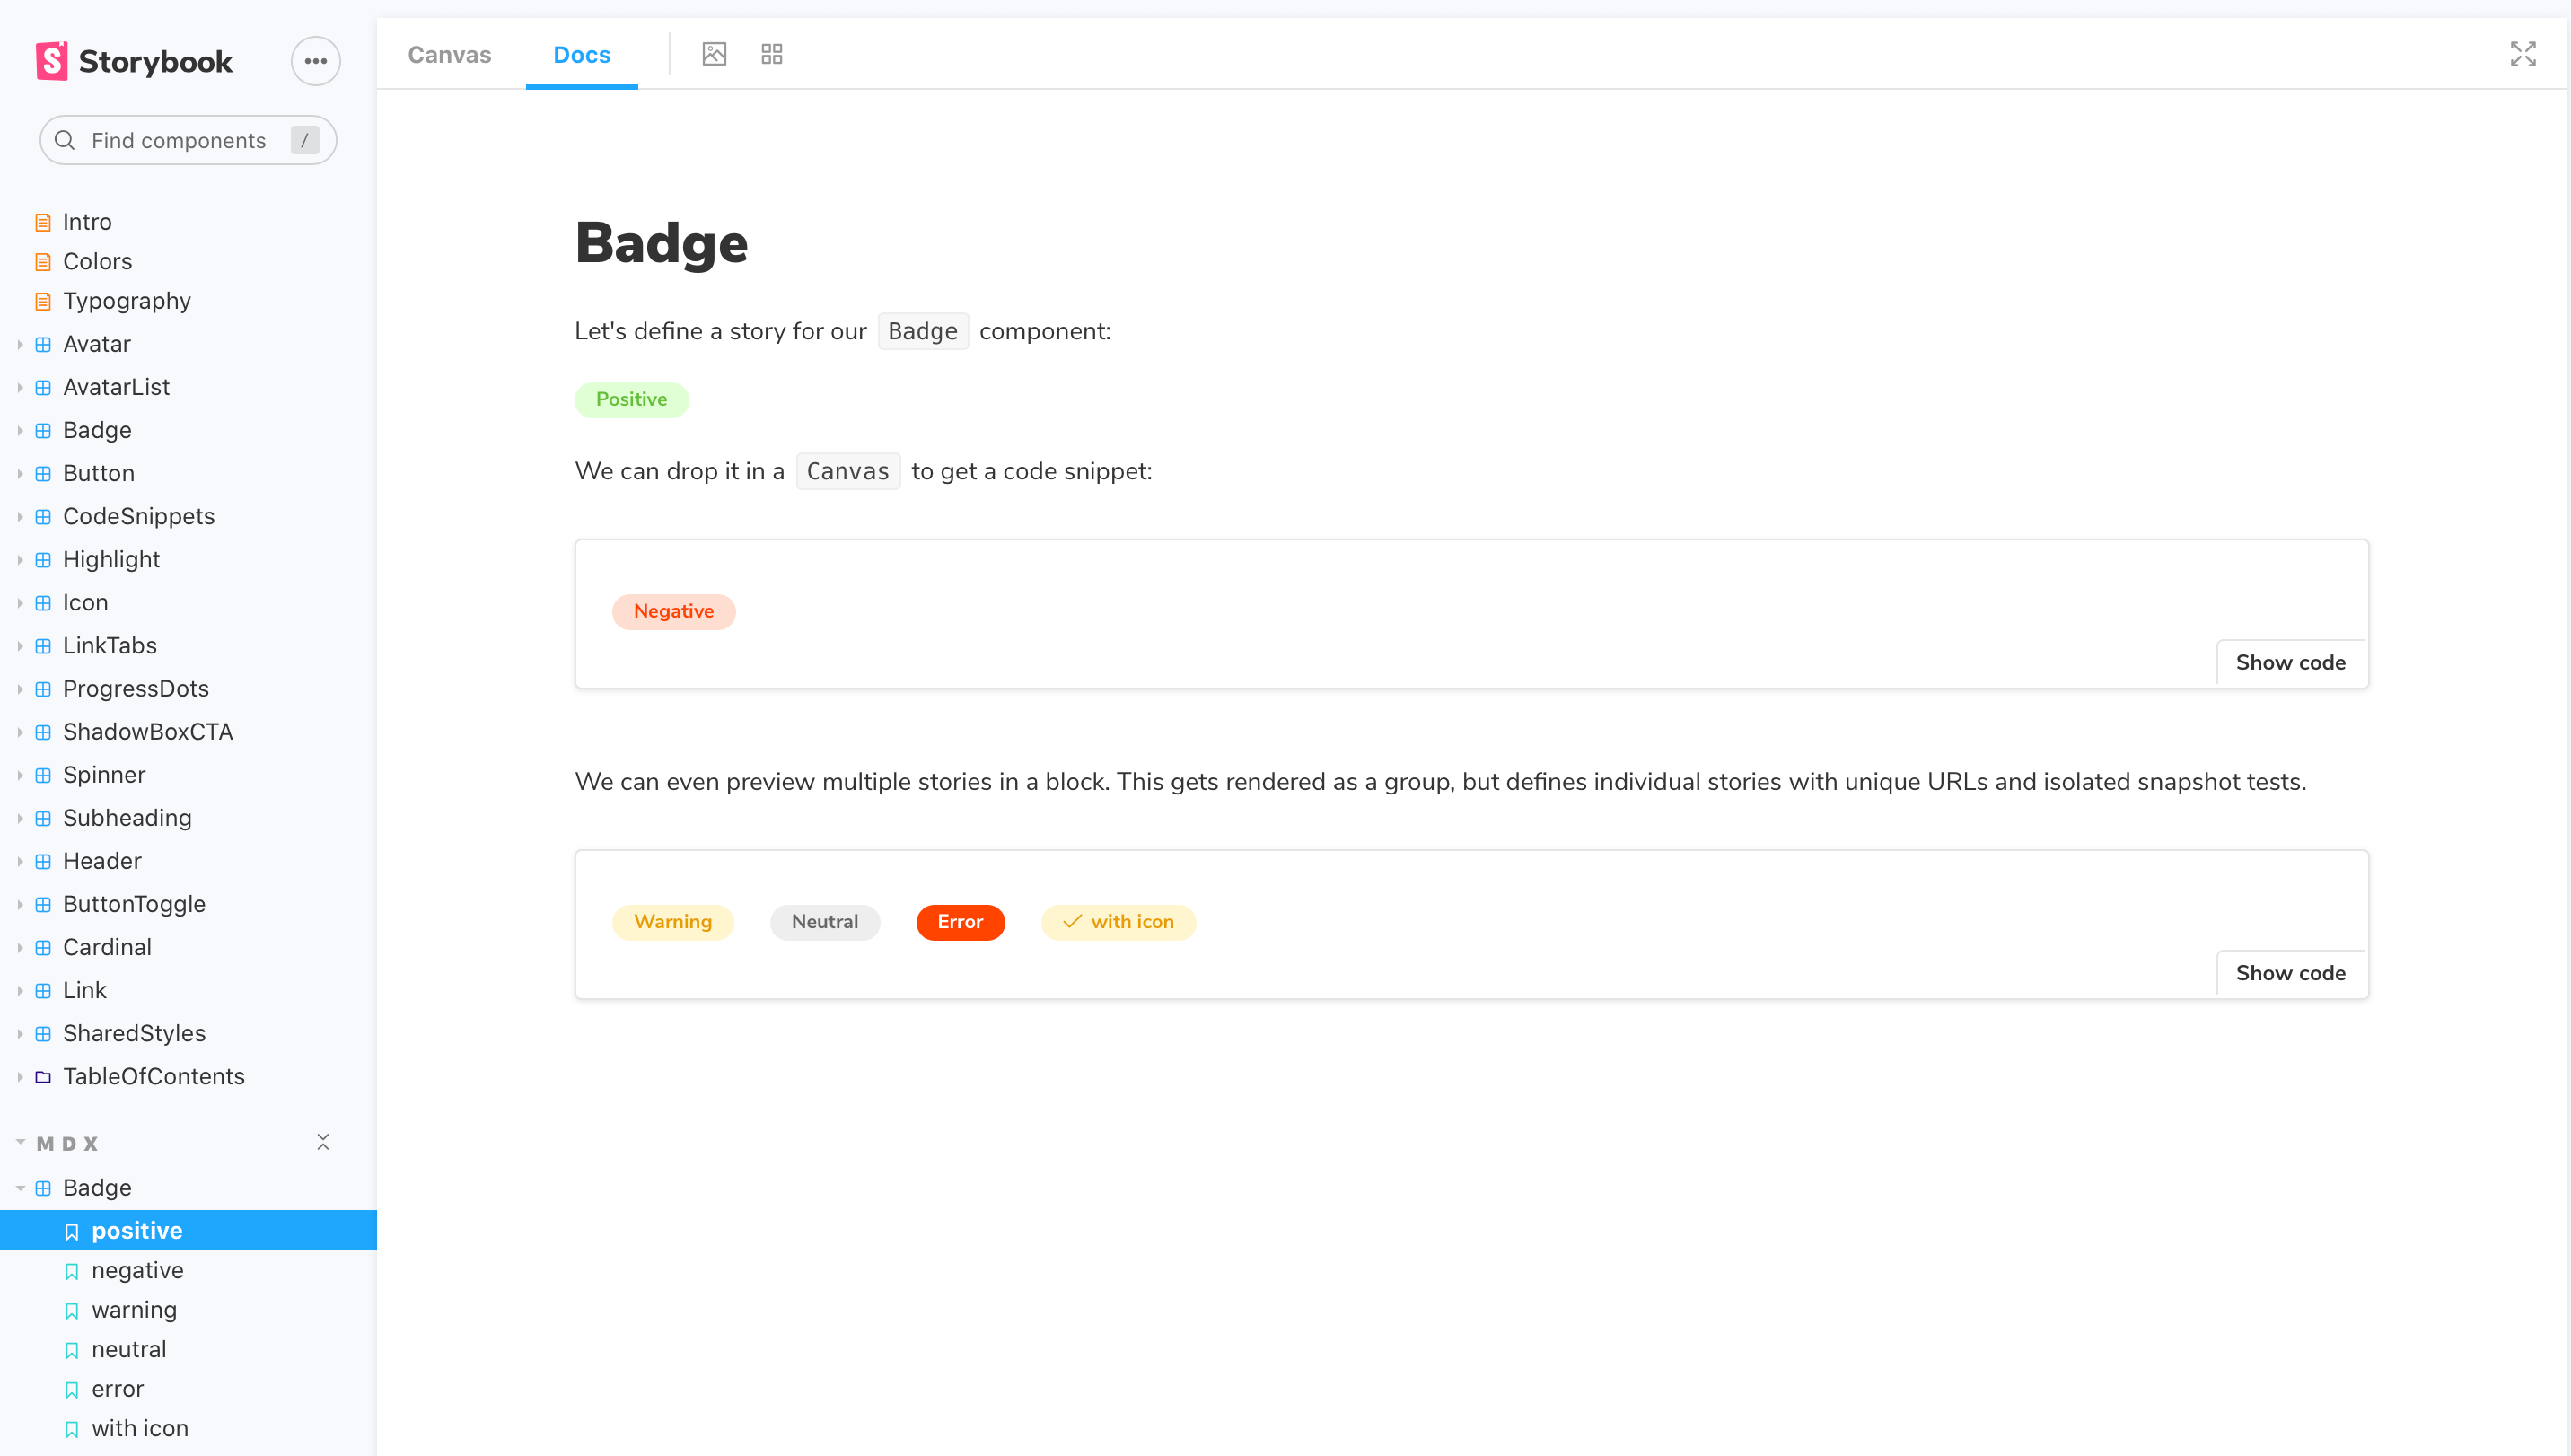 Storybook
Find components /
Intro
Colors
Typography
Avatar
AvatarList
Badge
Button
CodeSnippets
Highlight
Icon
LinkTabs
ProgressDots
ShadowBoxCTA
Spinner
Subheading
Header
ButtonToggle
Cardinal
Link
SharedStyles
TableOfContents
MDX
Badge
positive
negative
warning
neutral
error
with icon
Canvas Docs
Badge
Let's define a story for our Badge component:
Positive
We can drop it in a Canvas to get a code snippet:
Negative
Show code
We can even preview multiple stories in a block. This gets rendered as a group, but defines individual stories with unique URLs and isolated snapshot tests.
Warning Neutral Error with icon
Show code